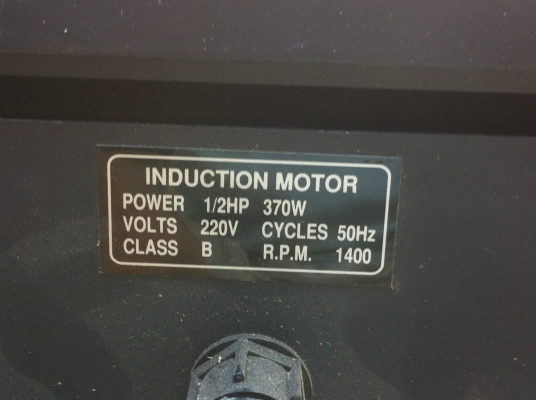 INDUCTION MOTOR
POWER 1/2HP 370W
VOLTS 220V CYCLES 50Hz
CLASS B R.P.M. 1400